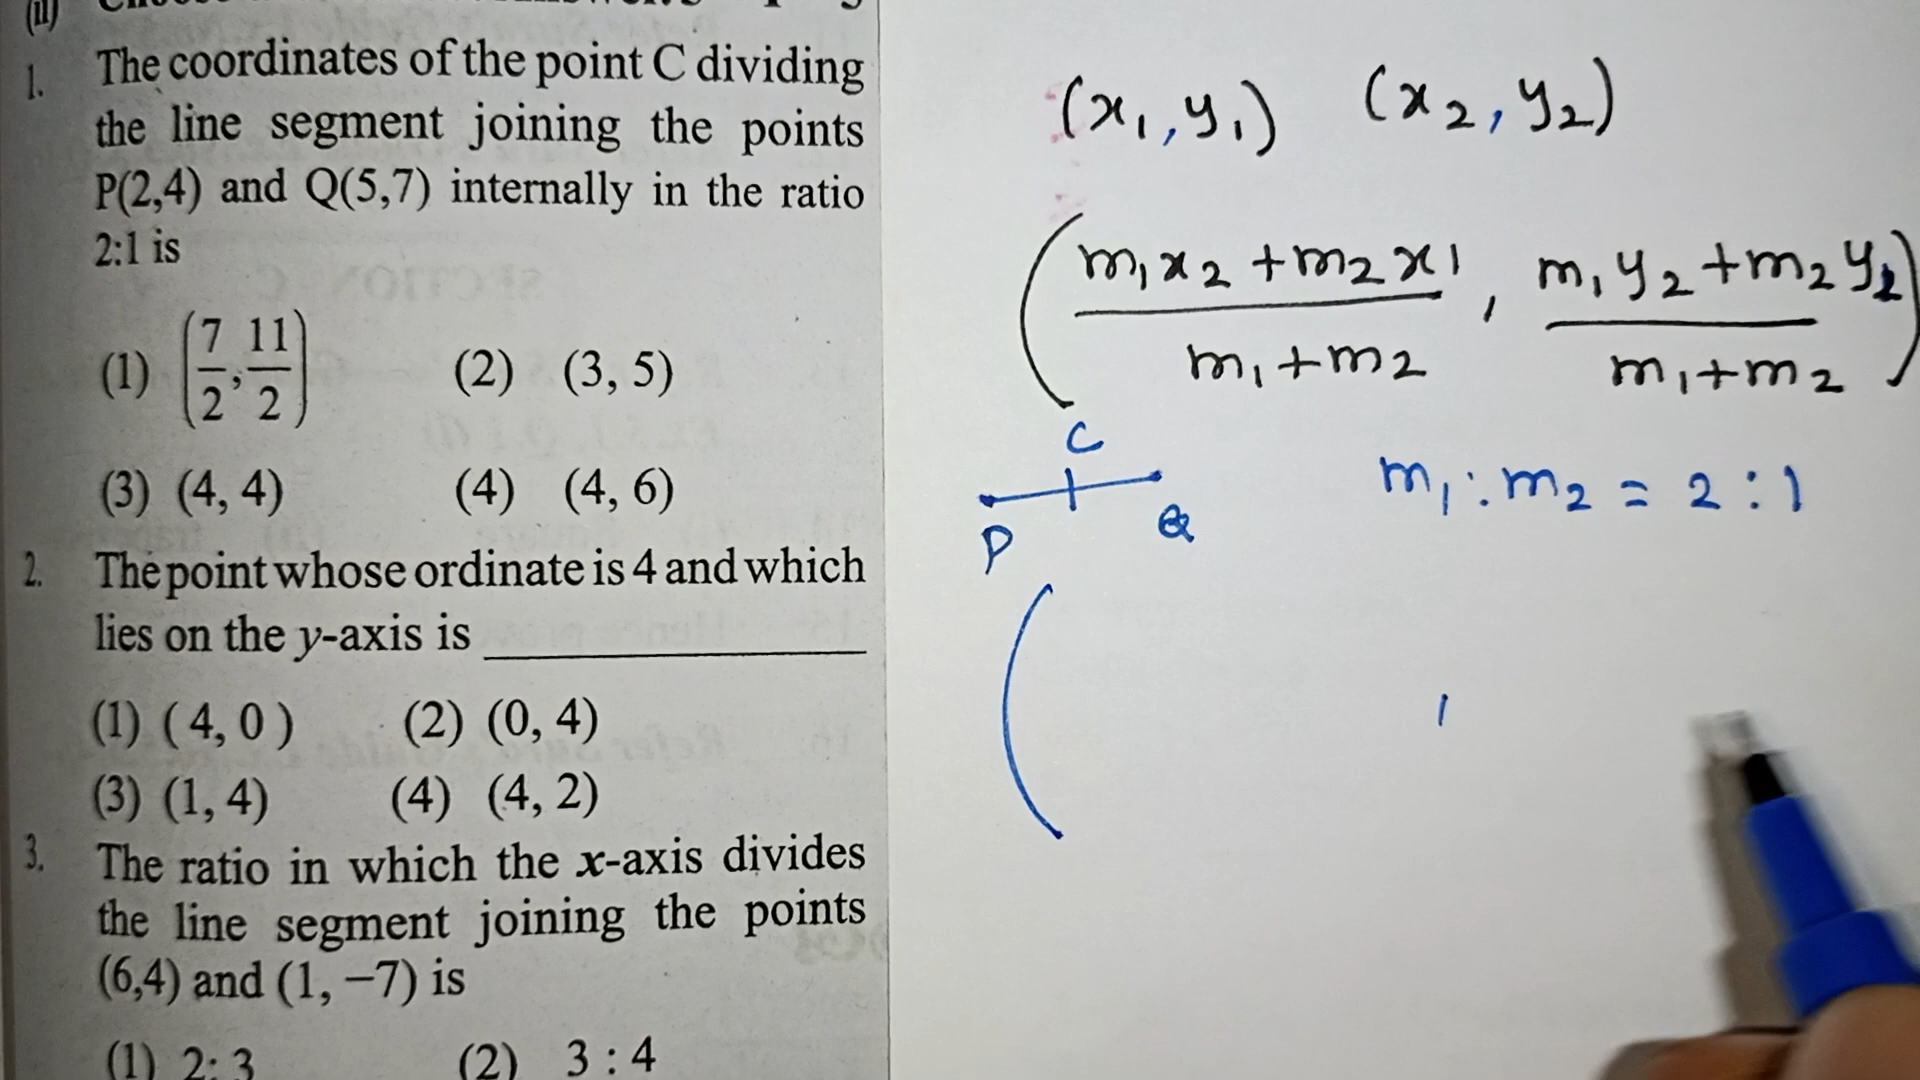 (ii)
1. The coordinates of the point C dividing
the line segment joining the points
P(2,4) and Q(5,7) internally in the ratio
2:1 is
(1) (7/2, 11/2) (2) (3, 5)
(3) (4, 4) (4) (4, 6)
2. The point whose ordinate is 4 and which
lies on the y-axis is ____________
(1) ( 4, 0 ) (2) (0, 4)
(3) (1, 4) (4) (4, 2)
3. The ratio in which the x-axis divides
the line segment joining the points
(6,4) and (1, −7) is
(1) 2: 3 (2) 3 : 4
(x₁, y₁) (x₂, y₂)
(m₁x₂ + m₂x₁ / m₁ + m₂ , m₁y₂ + m₂y₁ / m₁ + m₂)
C
P Q
m₁ : m₂ = 2 : 1
( ,